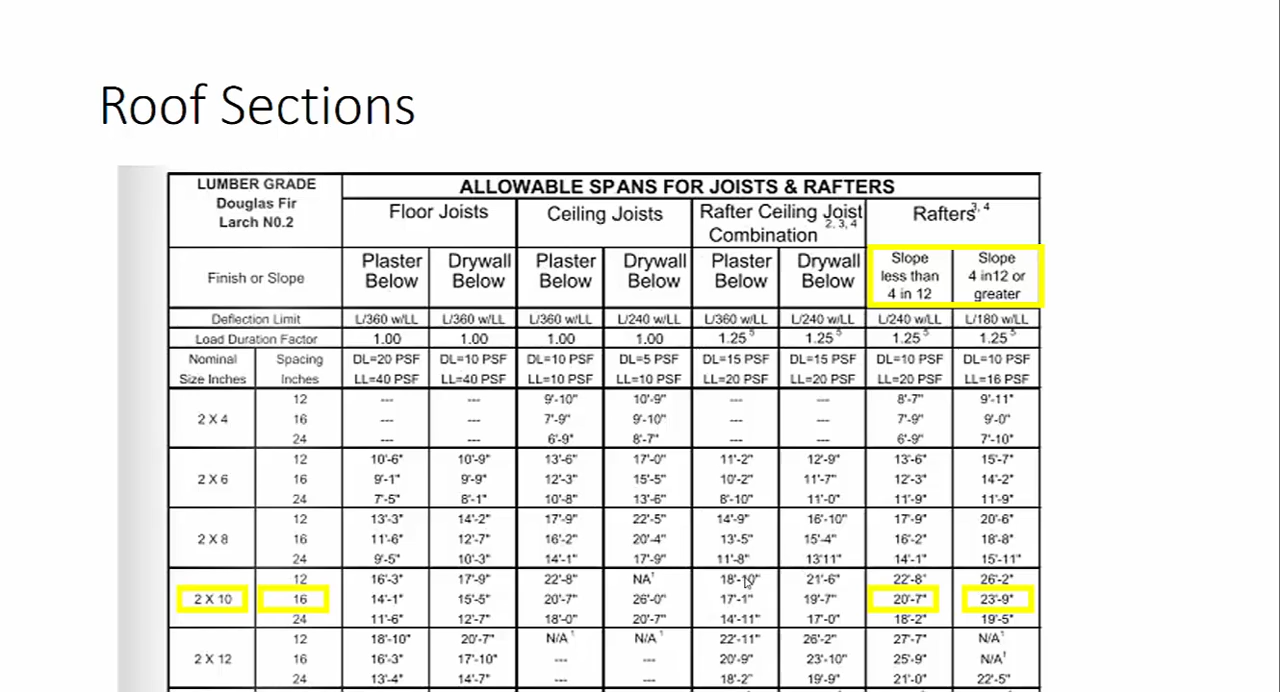 Roof Sections
LUMBER GRADE
Douglas Fir
Larch N0.2
ALLOWABLE SPANS FOR JOISTS & RAFTERS
Floor Joists Ceiling Joists Rafter Ceiling Joist Combination 2, 3, 4 Rafters 3, 4
Finish or Slope Plaster Below Drywall Below Plaster Below Drywall Below Plaster Below Drywall Below Slope less than 4 in 12 Slope 4 in12 or greater
Deflection Limit L/360 w/LL L/360 w/LL L/360 w/LL L/240 w/LL L/360 w/LL L/240 w/LL L/240 w/LL L/180 w/LL
Load Duration Factor 1.00 1.00 1.00 1.00 1.25 5 1.25 5 1.25 5 1.25 5
Nominal Spacing DL=20 PSF DL=10 PSF DL=10 PSF DL=5 PSF DL=15 PSF DL=15 PSF DL=10 PSF DL=10 PSF
Size Inches Inches LL=40 PSF LL=40 PSF LL=10 PSF LL=10 PSF LL=20 PSF LL=20 PSF LL=20 PSF LL=16 PSF
12 --- --- 9'-10" 10'-9" --- --- 8'-7" 9'-11"
2 X 4 16 --- --- 7'-9" 9'-10" --- --- 7'-9" 9'-0"
24 --- --- 6'-9" 8'-7" --- --- 6'-9" 7'-10"
12 10'-6" 10'-9" 13'-6" 17'-0" 11'-2" 12'-9" 13'-6" 15'-7"
2 X 6 16 9'-1" 9'-9" 12'-3" 15'-5" 10'-2" 11'-7" 12'-3" 14'-2"
24 7'-5" 8'-1" 10'-8" 13'-6" 8'-10" 11'-0" 11'-9" 11'-9"
12 13'-3" 14'-2" 17'-9" 22'-5" 14'-9" 16'-10" 17'-9" 20'-6"
2 X 8 16 11'-6" 12'-7" 16'-2" 20'-4" 13'-5" 15'-4" 16'-2" 18'-8"
24 9'-5" 10'-3" 14'-1" 17'-9" 11'-8" 13'11" 14'-1" 15'-11"
12 16'-3" 17'-9" 22'-8" NA 1 18'-10" 21'-6" 22'-8" 26'-2"
2 X 10 16 14'-1" 15'-5" 20'-7" 26'-0" 17'-1" 19'-7" 20'-7" 23'-9"
24 11'-6" 12'-7" 18'-0" 20'-7" 14'-11" 17'-0" 18'-2" 19'-5"
12 18'-10" 20'-7" N/A 1 N/A 1 22'-11" 26'-2" 27'-7" N/A 1
2 X 12 16 16'-3" 17'-10" --- --- 20'-9" 23'-10" 25'-9" N/A 1
24 13'-4" 14'-7" --- --- 18'-2" 19'-9" 21'-0" 22'-5"